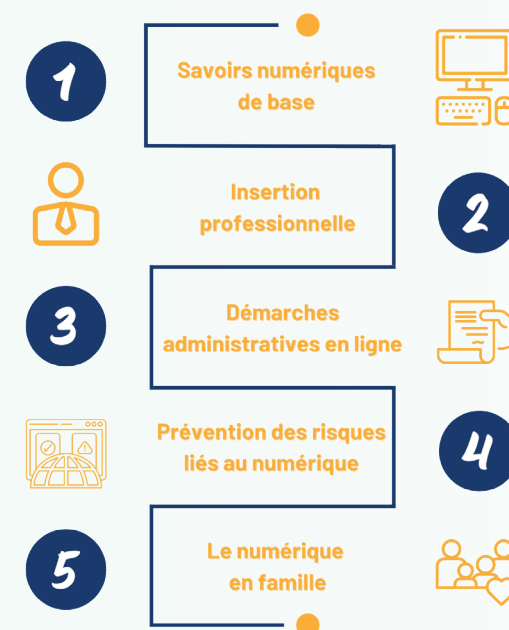 1
Savoirs numériques
de base
Insertion
professionnelle
2
3
Démarches
administratives en ligne
Prévention des risques
liés au numérique
4
5
Le numérique
en famille